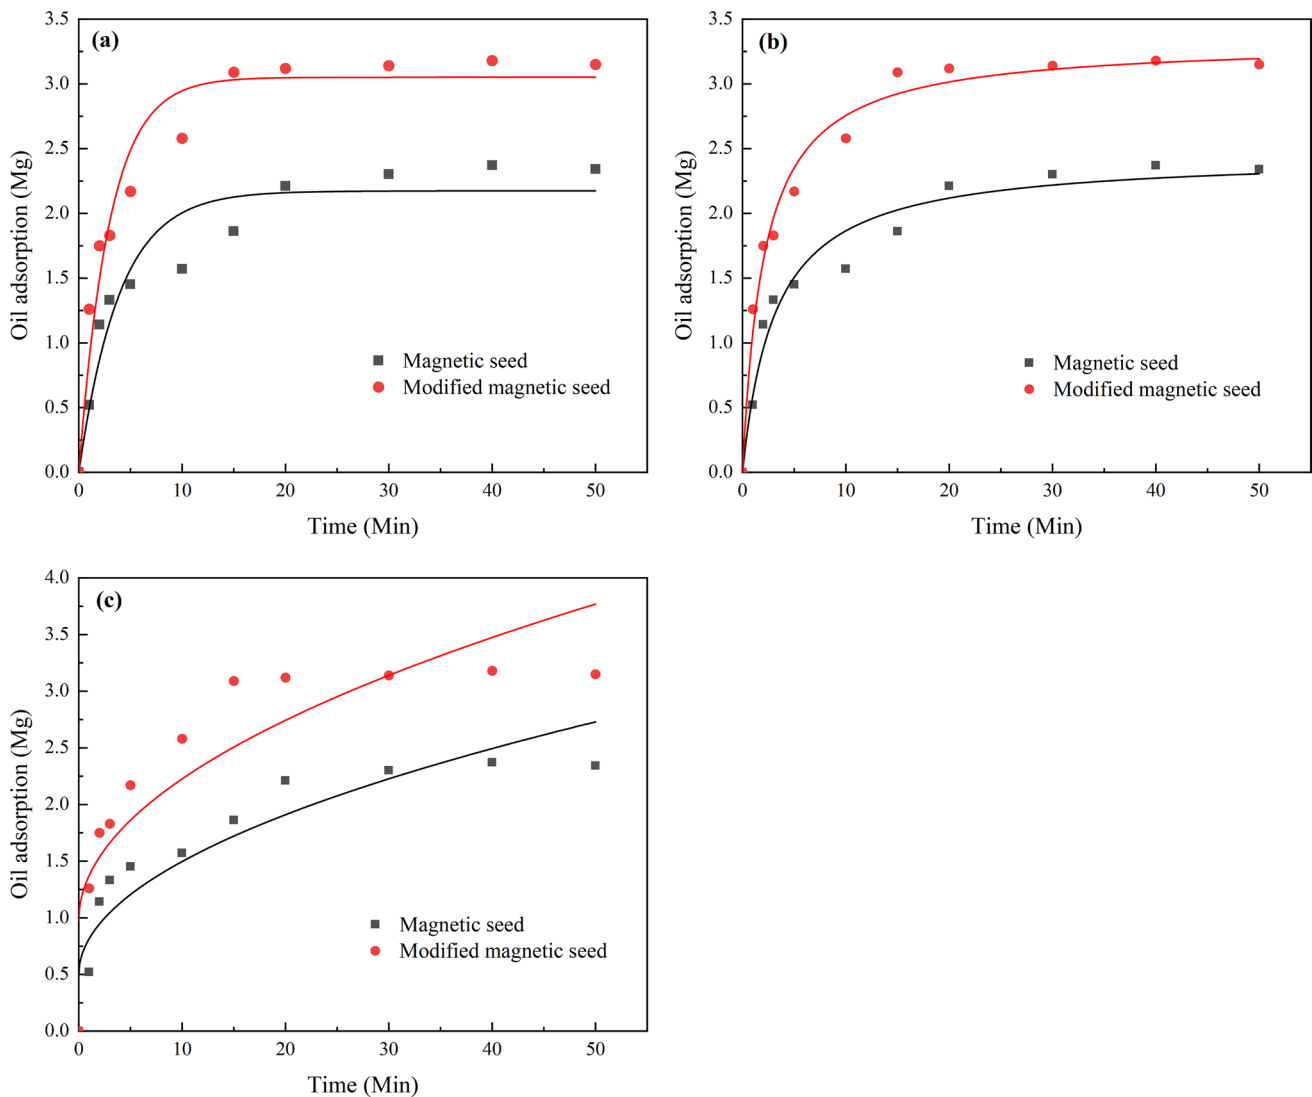 (a)
Oil adsorption (Mg)
3.5
3.0
2.5
2.0
1.5
1.0
0.5
0.0
Magnetic seed
Modified magnetic seed
0 10 20 30 40 50
Time (Min)
(b)
Oil adsorption (Mg)
3.5
3.0
2.5
2.0
1.5
1.0
0.5
0.0
Magnetic seed
Modified magnetic seed
0 10 20 30 40 50
Time (Min)
(c)
Oil adsorption (Mg)
4.0
3.5
3.0
2.5
2.0
1.5
1.0
0.5
0.0
Magnetic seed
Modified magnetic seed
0 10 20 30 40 50
Time (Min)